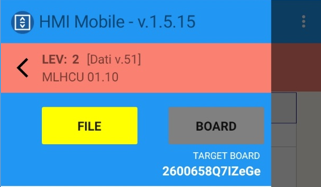 HMI Mobile - v.1.5.15
LEV: 2 [Dati v.51]
MLHCU 01.10
FILE BOARD
TARGET BOARD
2600658Q7IZeGe